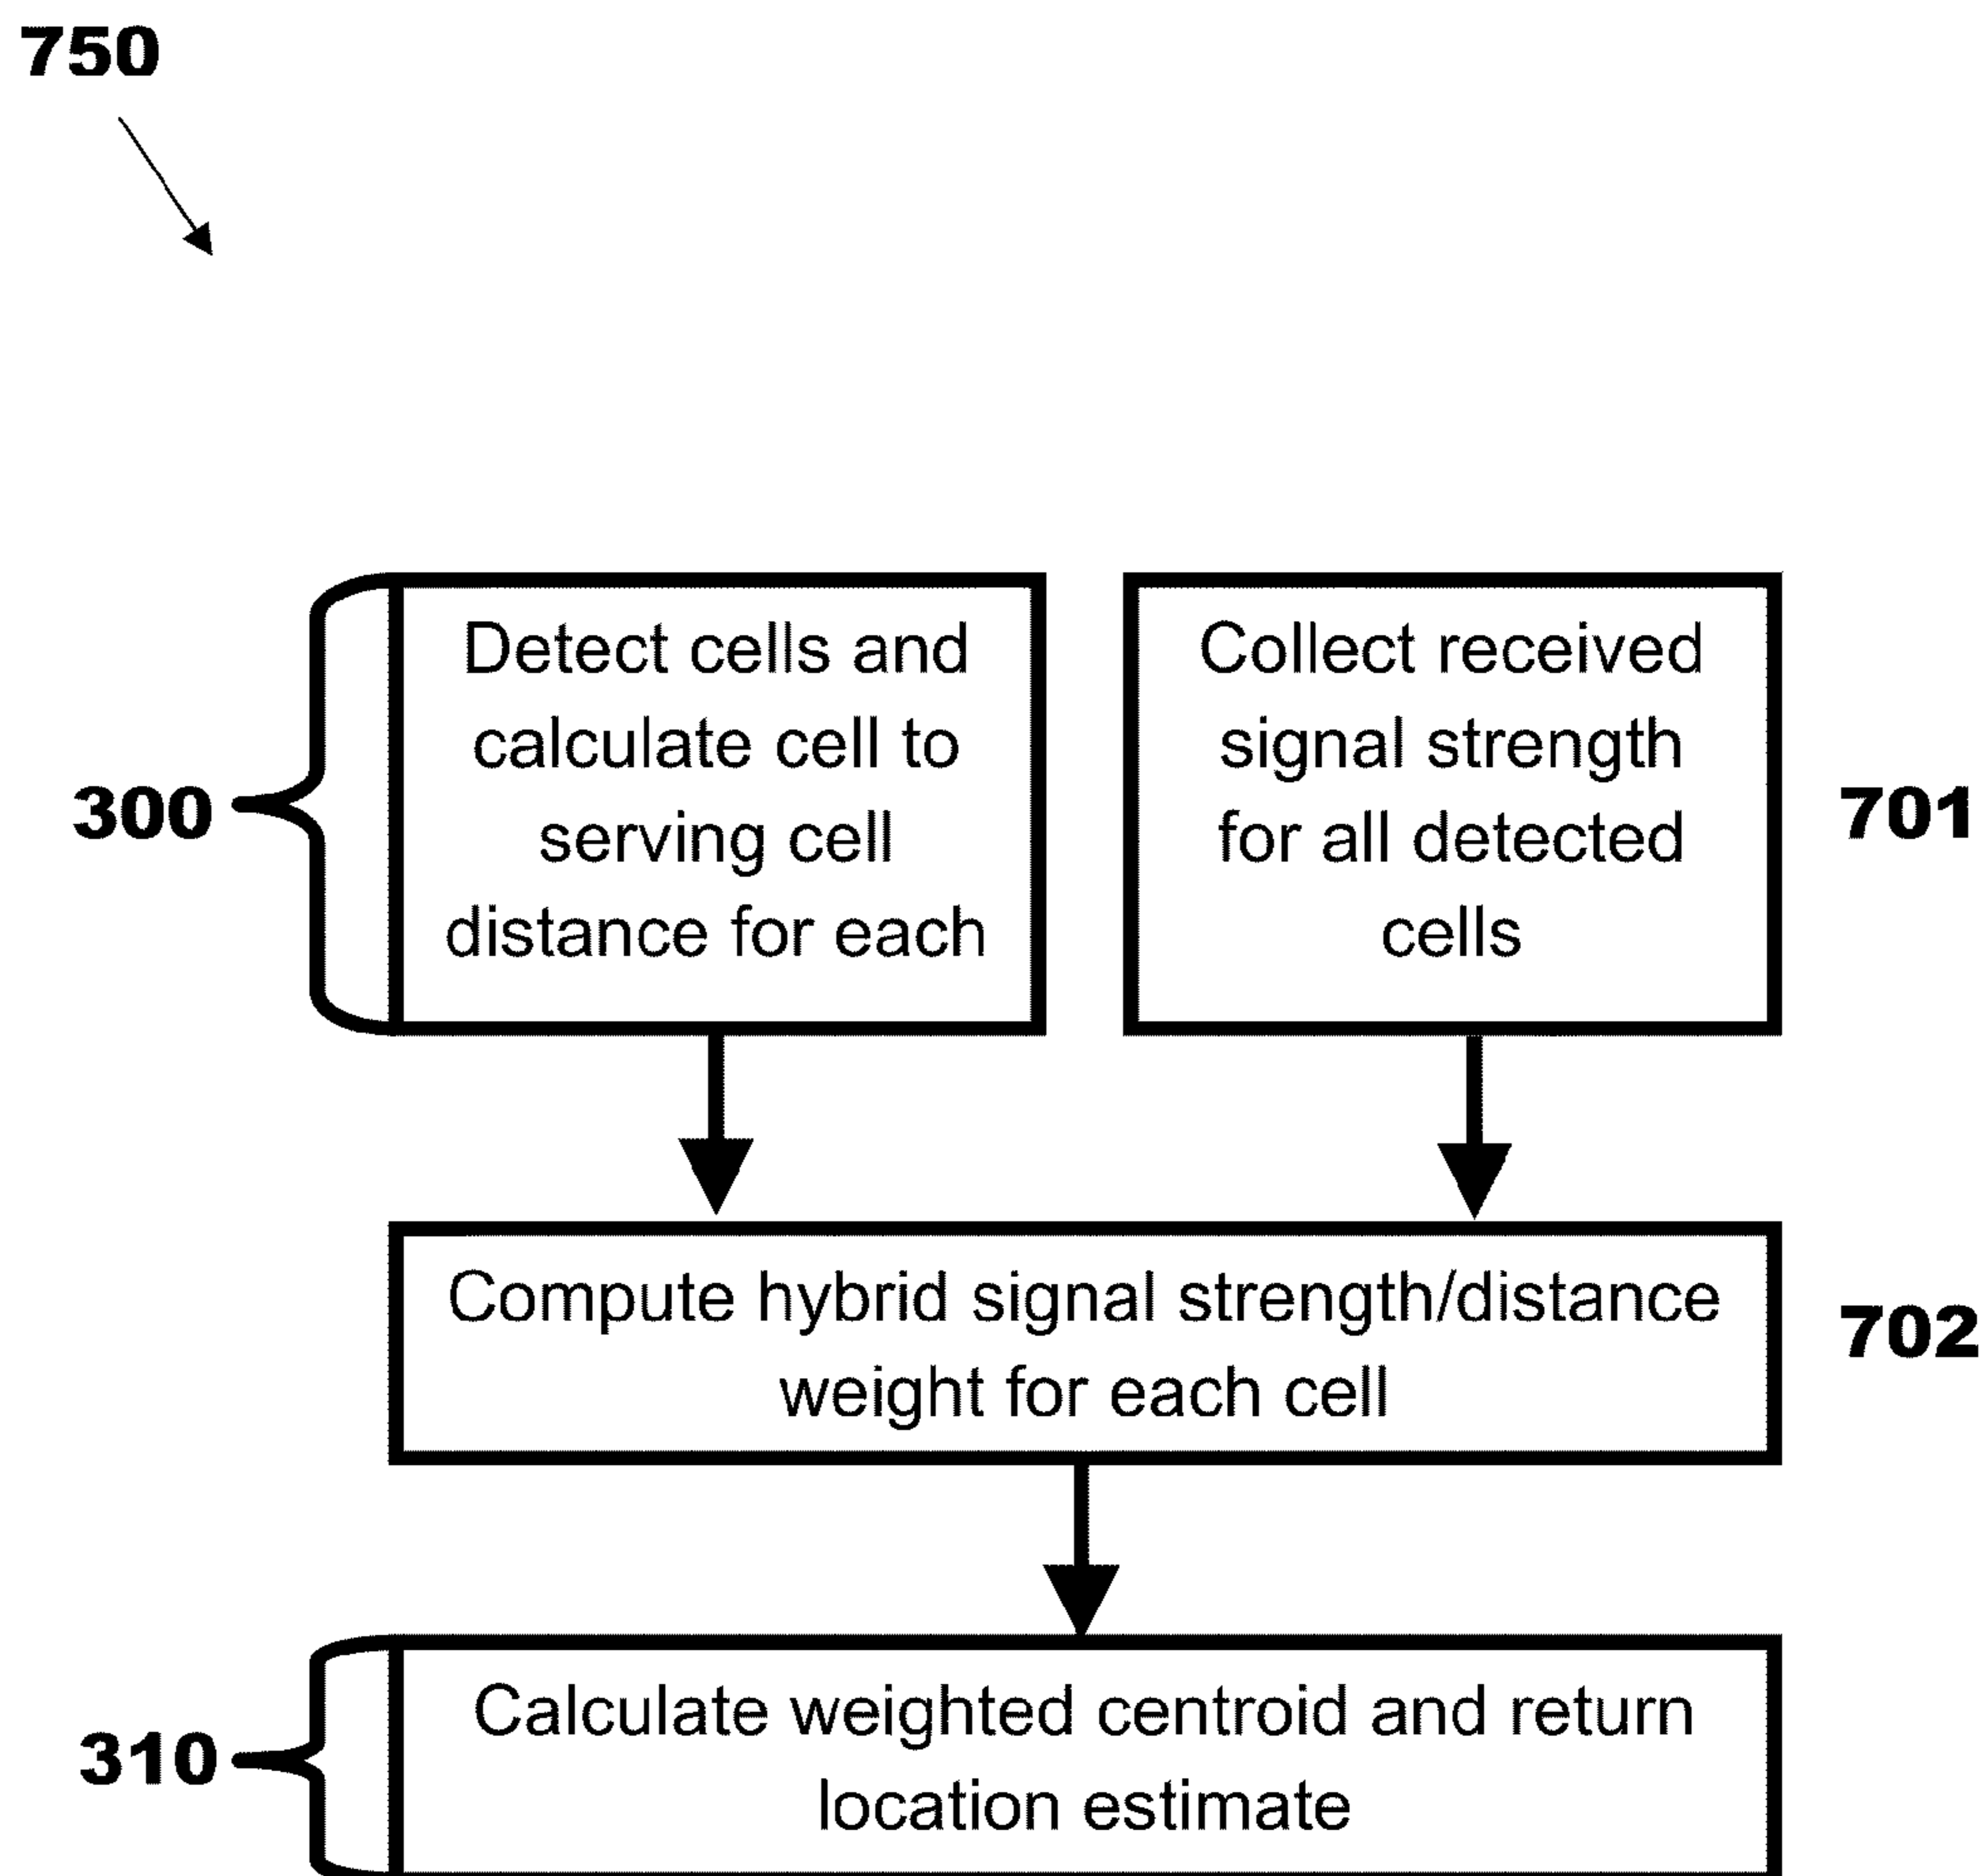 750
300
Detect cells and
calculate cell to
serving cell
distance for each
Collect received
signal strength
for all detected
cells
701
Compute hybrid signal strength/distance
weight for each cell
702
310
Calculate weighted centroid and return
location estimate